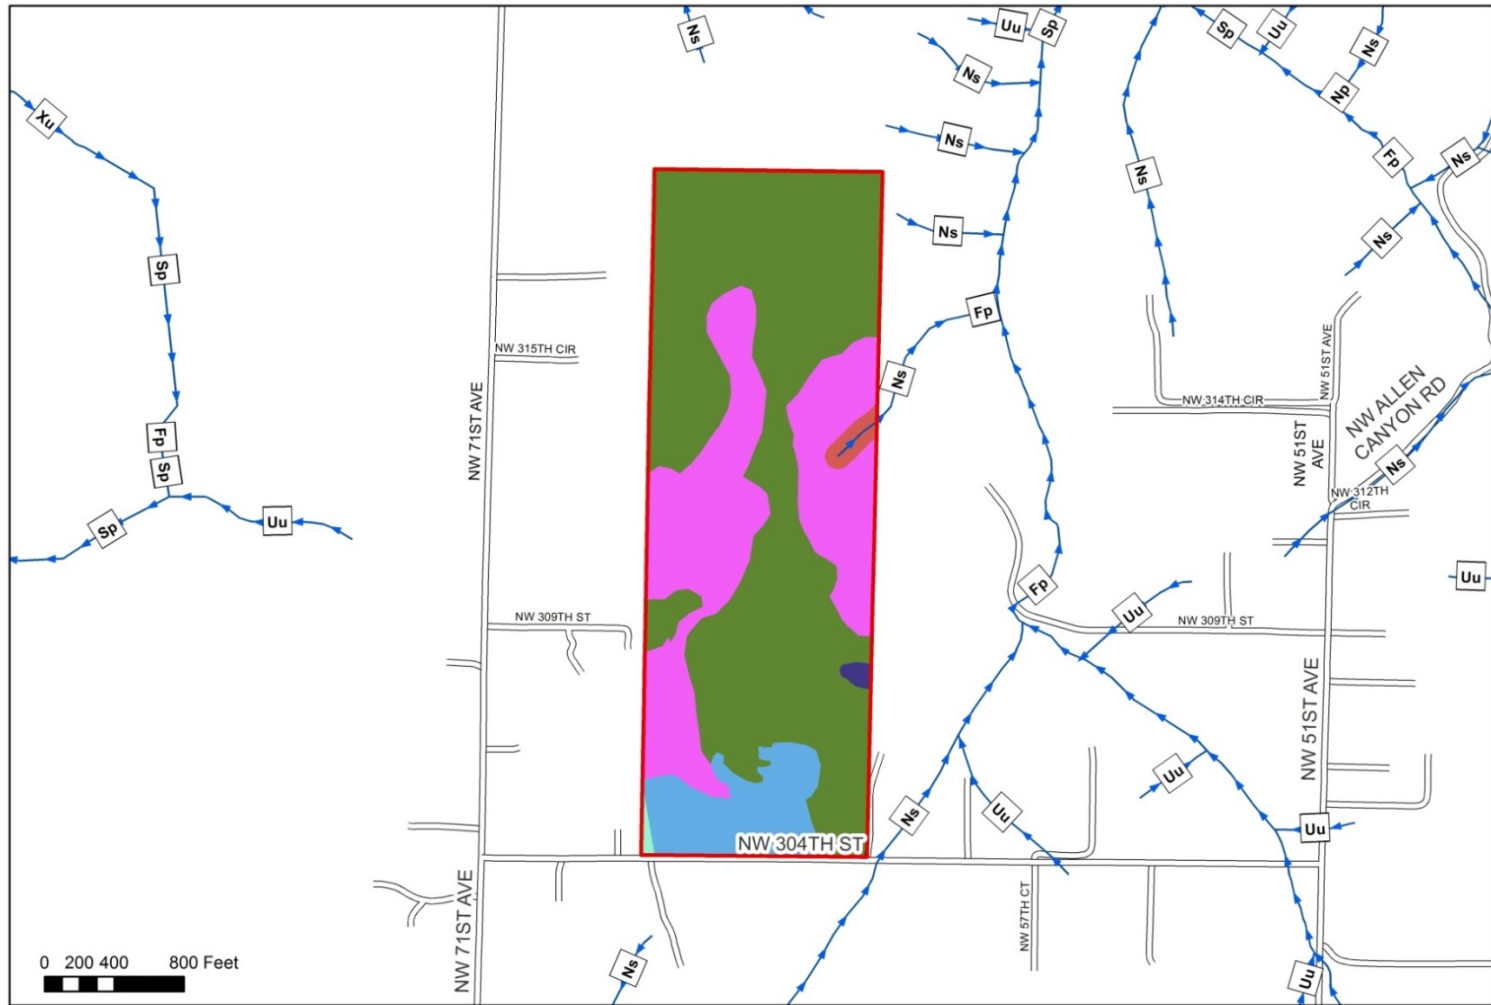 Ns
Uu
Sp
Sp
Uu
Ns
Ns
Np
Xu
Ns
Fp
Ns
Ns
Ns
Ns
Sp
Fp
NW 315TH CIR
NW 71ST AVE
Ns
NW 51ST AVE
NW 314TH CIR
NW ALLEN
CANYON RD
NW 51ST
AVE
Fp
Sp
Ns
NW 312TH
CIR
Sp
Uu
Uu
Fp
NW 309TH ST
Uu
NW 309TH ST
NW 51ST AVE
Uu
Ns
Uu
Uu
NW 304TH ST
NW 71ST AVE
NW 57TH CT
0 200 400 800 Feet
Ns
Uu